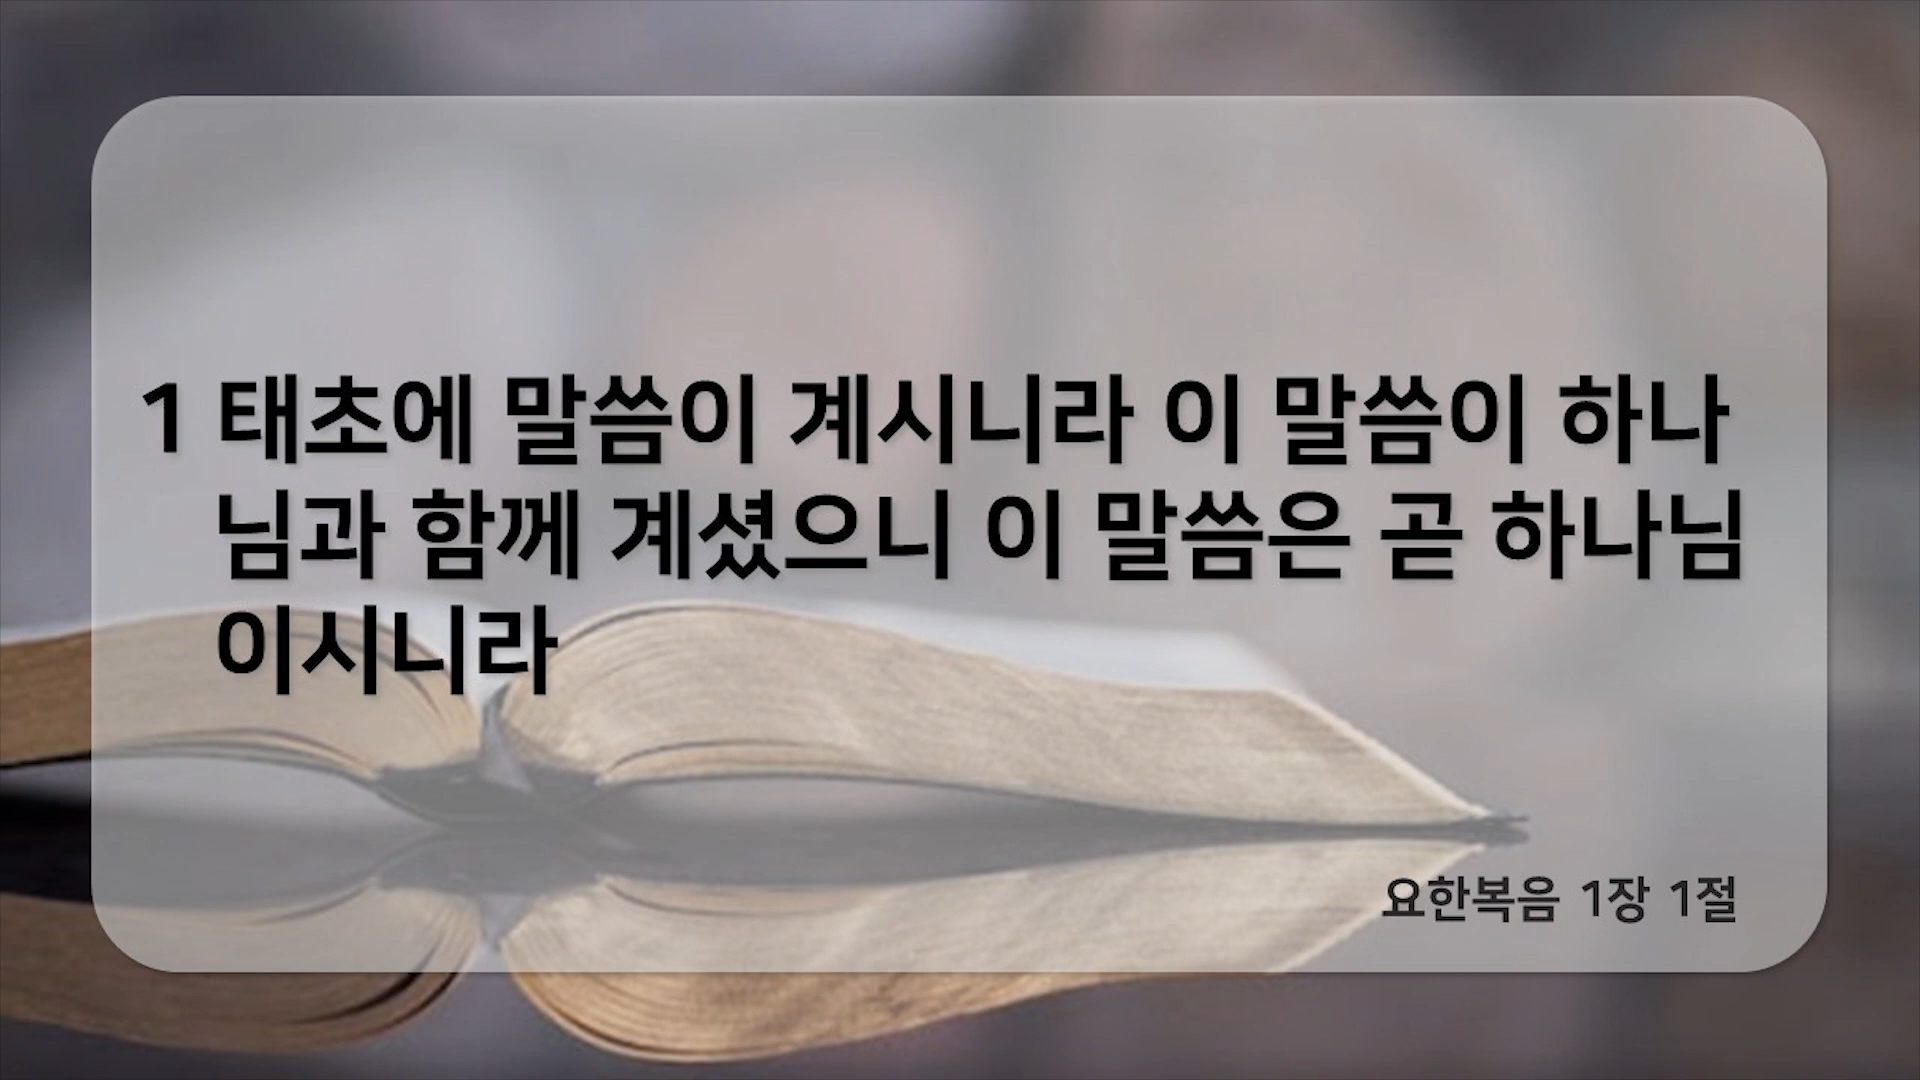 1 태초에 말씀이 계시니라 이 말씀이 하나
님과 함께 계셨으니 이 말씀은 곧 하나님
이시니라
요한복음 1장 1절